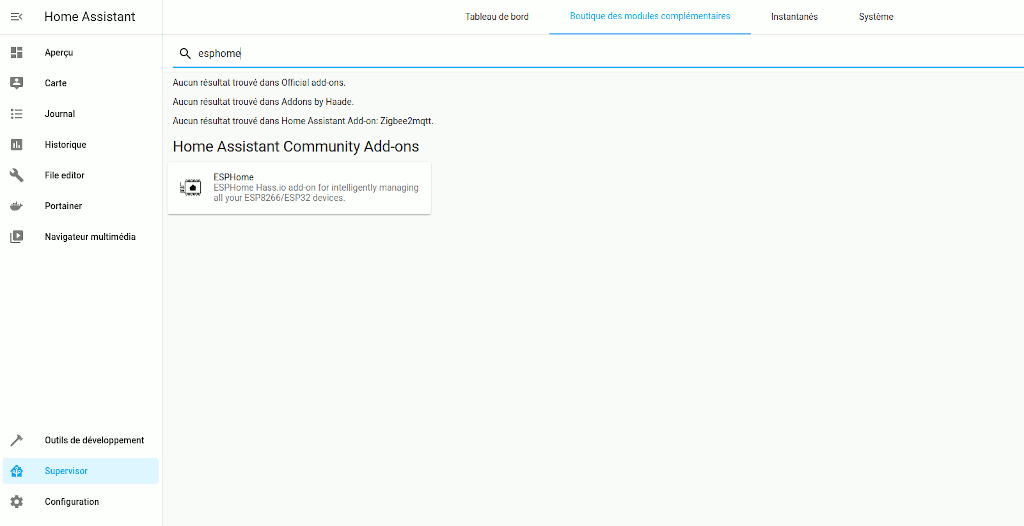 Home Assistant
Tableau de bord
Boutique des modules complémentaires
Instantanés
Système
Aperçu
Carte
Journal
Historique
File editor
Portainer
Navigateur multimédia
Outils de développement
Supervisor
Configuration
esphome
Aucun résultat trouvé dans Official add-ons.
Aucun résultat trouvé dans Addons by Haade.
Aucun résultat trouvé dans Home Assistant Add-on: Zigbee2mqtt.
Home Assistant Community Add-ons
ESPHome
ESPHome Hass.io add-on for intelligently managing
all your ESP8266/ESP32 devices.